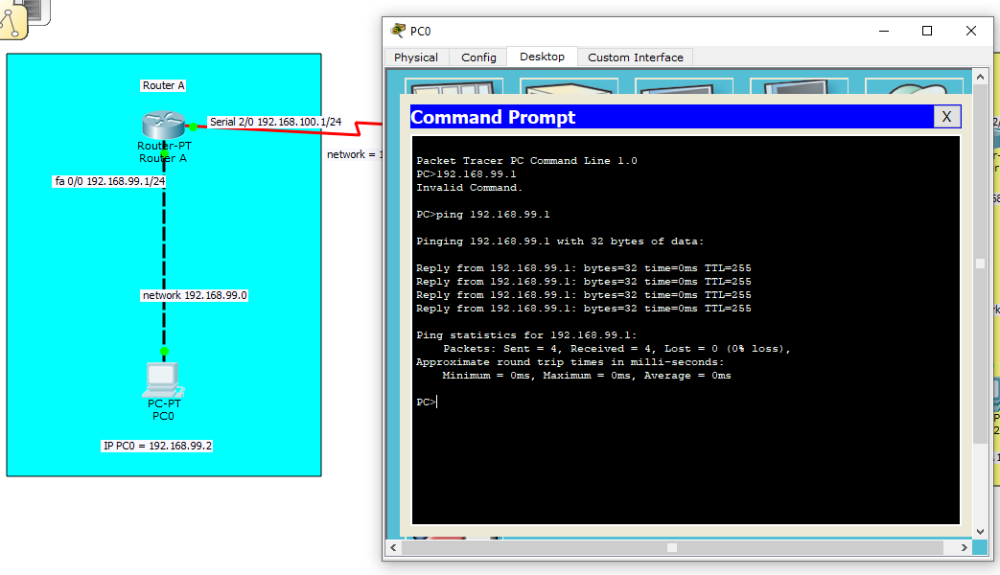 Router A
Serial 2/0 192.168.100.1/24
Router-PT
Router A
network = 1
fa 0/0 192.168.99.1/24
network 192.168.99.0
PC-PT
PC0
IP PC0 = 192.168.99.2
PC0
Physical
Config
Desktop
Custom Interface
Command Prompt
X
Packet Tracer PC Command Line 1.0
PC>192.168.99.1
Invalid Command.
PC>ping 192.168.99.1
Pinging 192.168.99.1 with 32 bytes of data:
Reply from 192.168.99.1: bytes=32 time=0ms TTL=255
Reply from 192.168.99.1: bytes=32 time=0ms TTL=255
Reply from 192.168.99.1: bytes=32 time=0ms TTL=255
Reply from 192.168.99.1: bytes=32 time=0ms TTL=255
Ping statistics for 192.168.99.1:
Packets: Sent = 4, Received = 4, Lost = 0 (0% loss),
Approximate round trip times in milli-seconds:
Minimum = 0ms, Maximum = 0ms, Average = 0ms
PC>